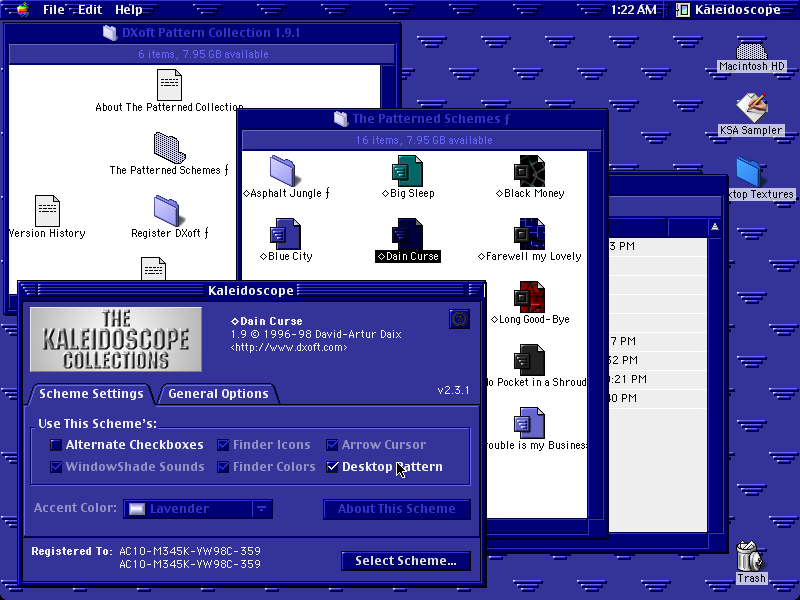 File Edit Help 1:22 AM Kaleidoscope
DXoft Pattern Collection 1.9.1
6 items, 7.95 GB available
About The Patterned Collection
The Patterned Schemes ƒ
Version History
Register DXoft ƒ
The Patterned Schemes ƒ
16 items, 7.95 GB available
◇Asphalt Jungle ƒ
◇Big Sleep
◇Black Money
◇Blue City
◇Dain Curse
◇Farewell my Lovely
◇Long Good-Bye
No Pocket in a Shroud
rouble is my Business
3 PM
7 PM
32 PM
0:21 PM
40 PM
Macintosh HD
KSA Sampler
ktop Textures
Trash
Kaleidoscope
THE
KALEIDOSCOPE
COLLECTIONS
◇Dain Curse
1.9 © 1996-98 David-Artur Daix
<http://www.dxoft.com>
v2.3.1
Scheme Settings
General Options
Use This Scheme's:
Alternate Checkboxes
Finder Icons
Arrow Cursor
WindowShade Sounds
Finder Colors
Desktop Pattern
Accent Color: Lavender
About This Scheme
Registered To: AC10-M345K-YW98C-359
AC10-M345K-YW98C-359
Select Scheme...